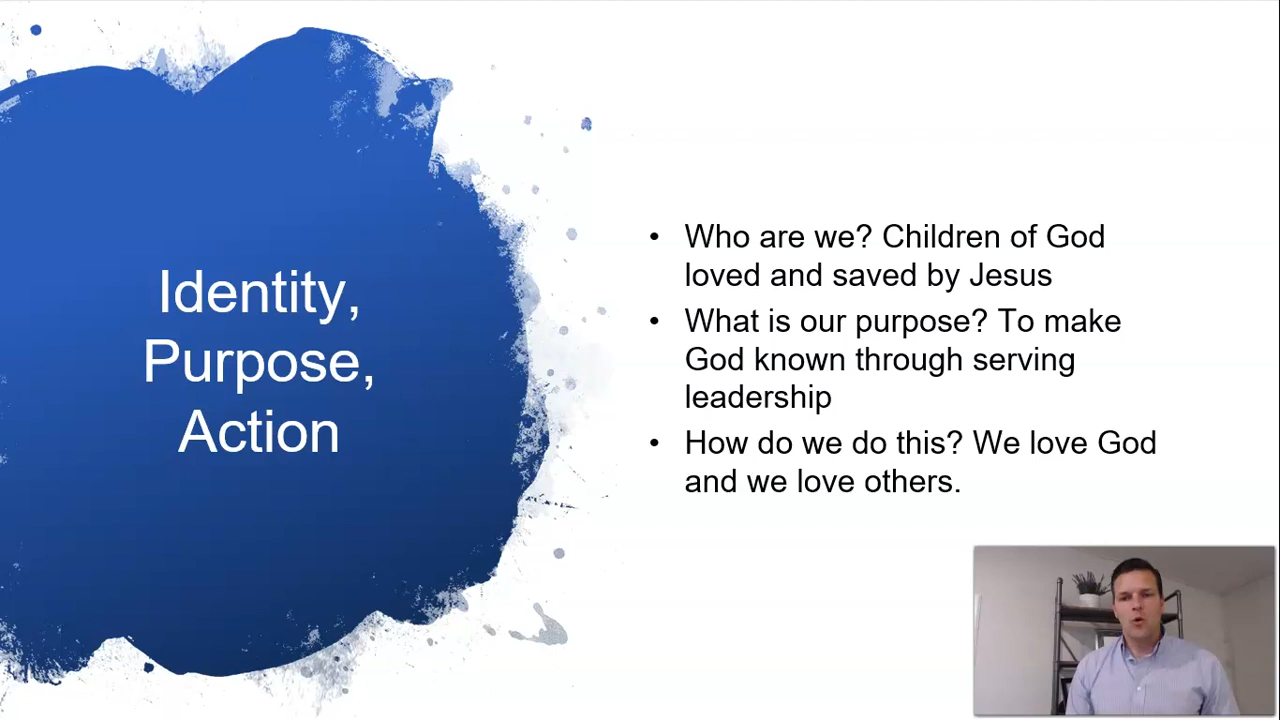 Identity,
Purpose,
Action
• Who are we? Children of God
loved and saved by Jesus
• What is our purpose? To make
God known through serving
leadership
• How do we do this? We love God
and we love others.